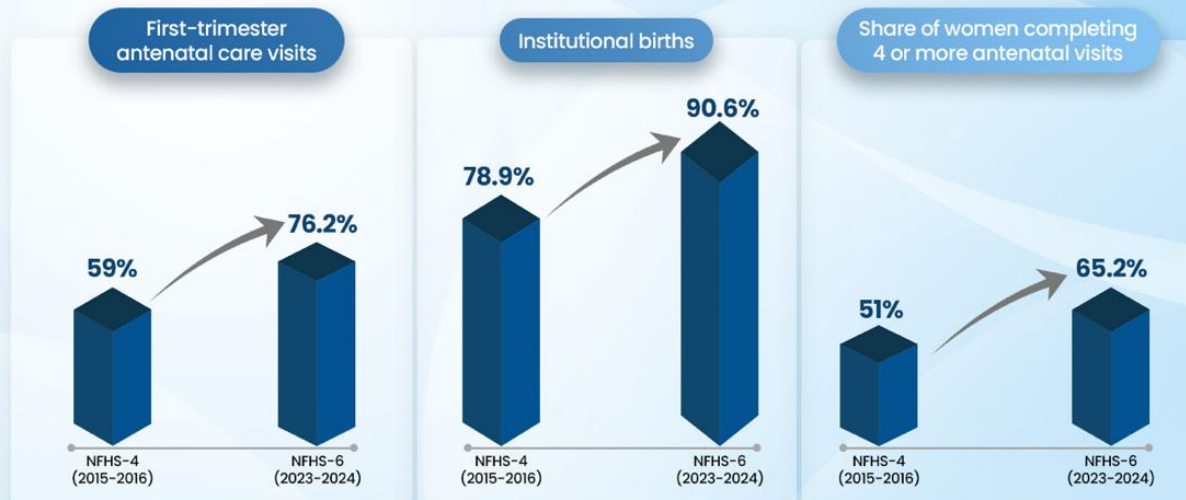 First-trimester
antenatal care visits
59%
76.2%
NFHS-4
(2015-2016)
NFHS-6
(2023-2024)
Institutional births
78.9%
90.6%
NFHS-4
(2015-2016)
NFHS-6
(2023-2024)
Share of women completing
4 or more antenatal visits
51%
65.2%
NFHS-4
(2015-2016)
NFHS-6
(2023-2024)